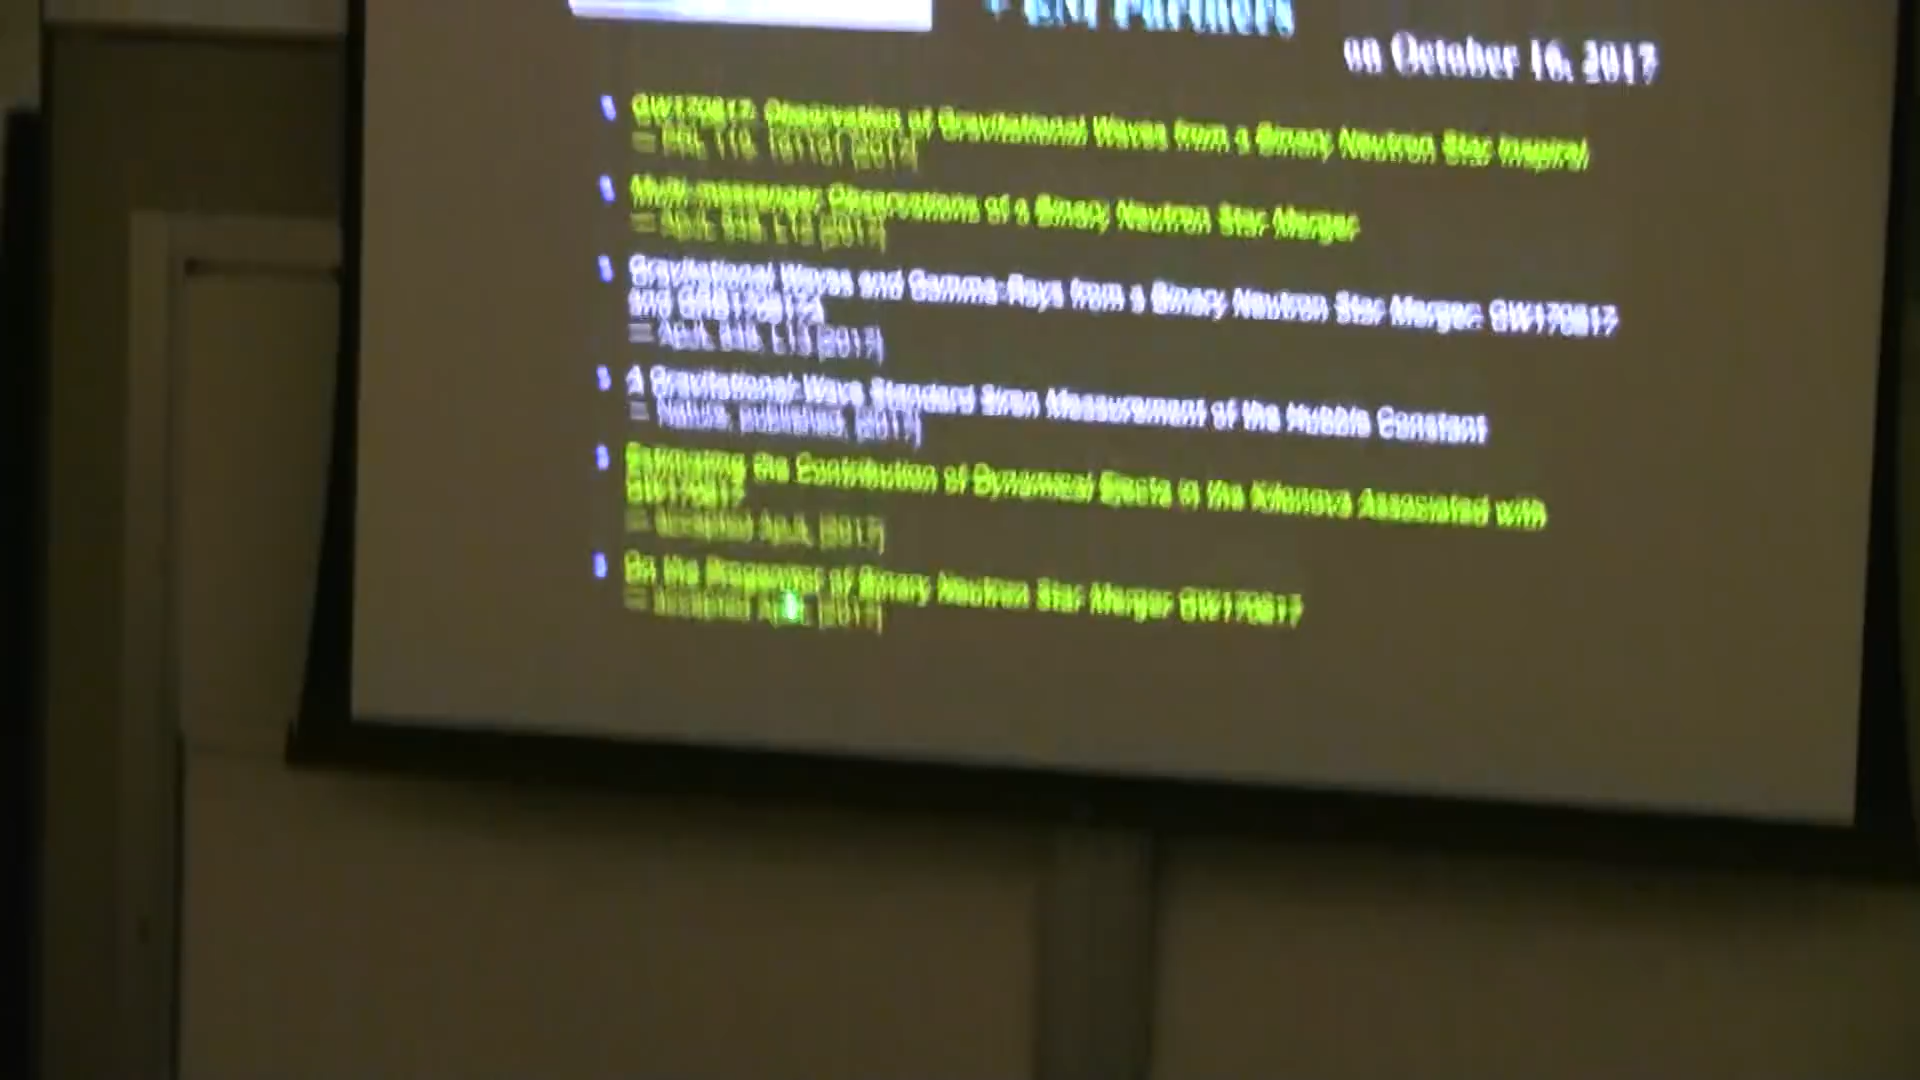 Partners
on October 16, 2017
GW170817: Observation of Gravitational Waves from a Binary Neutron Star Inspiral
— PRL, 119, 161101 (2017)
Multi-messenger Observations of a Binary Neutron Star Merger
— ApJL, 848, L12 (2017)
Gravitational Waves and Gamma-Rays from a Binary Neutron Star Merger: GW170817
and GRB170817A
— ApJL, 848, L13 (2017)
A Gravitational-Wave Standard Siren Measurement of the Hubble Constant
— Nature, published, (2017)
Estimating the Contribution of Dynamical Ejecta in the Kilonova Associated with
GW170817
— accepted ApJL (2017)
On the Progenitor of Binary Neutron Star Merger GW170817
— accepted (2017)